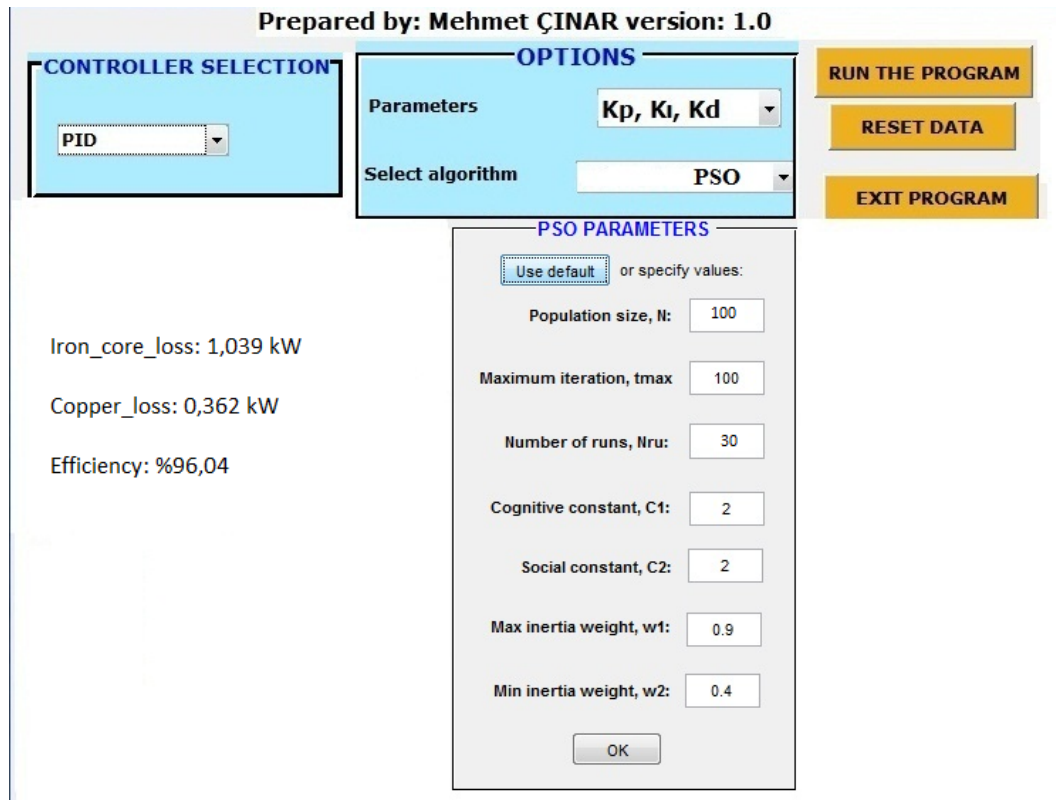 Prepared by: Mehmet ÇINAR version: 1.0
CONTROLLER SELECTION
PID
OPTIONS
Parameters
Kp, Kı, Kd
Select algorithm
PSO
RUN THE PROGRAM
RESET DATA
EXIT PROGRAM
Iron_core_loss: 1,039 kW
Copper_loss: 0,362 kW
Efficiency: %96,04
PSO PARAMETERS
Use default or specify values:
Population size, N: 100
Maximum iteration, tmax 100
Number of runs, Nru: 30
Cognitive constant, C1: 2
Social constant, C2: 2
Max inertia weight, w1: 0.9
Min inertia weight, w2: 0.4
OK